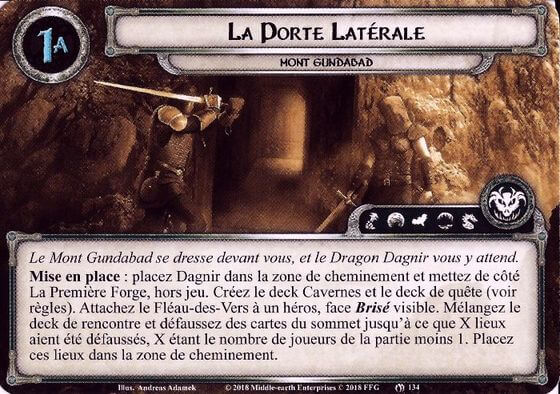 1A
La Porte Latérale
Mont Gundabad
Le Mont Gundabad se dresse devant vous, et le Dragon Dagnir vous y attend.
Mise en place : placez Dagnir dans la zone de cheminement et mettez de côté
La Première Forge, hors jeu. Créez le deck Cavernes et le deck de quête (voir
règles). Attachez le Fléau-des-Vers à un héros, face Brisé visible. Mélangez le
deck de rencontre et défaussez des cartes du sommet jusqu'à ce que X lieux
aient été défaussés, X étant le nombre de joueurs de la partie moins 1. Placez
ces lieux dans la zone de cheminement.
Illus. Andreas Adamek © 2018 Middle-earth Enterprises © 2018 FFG 134